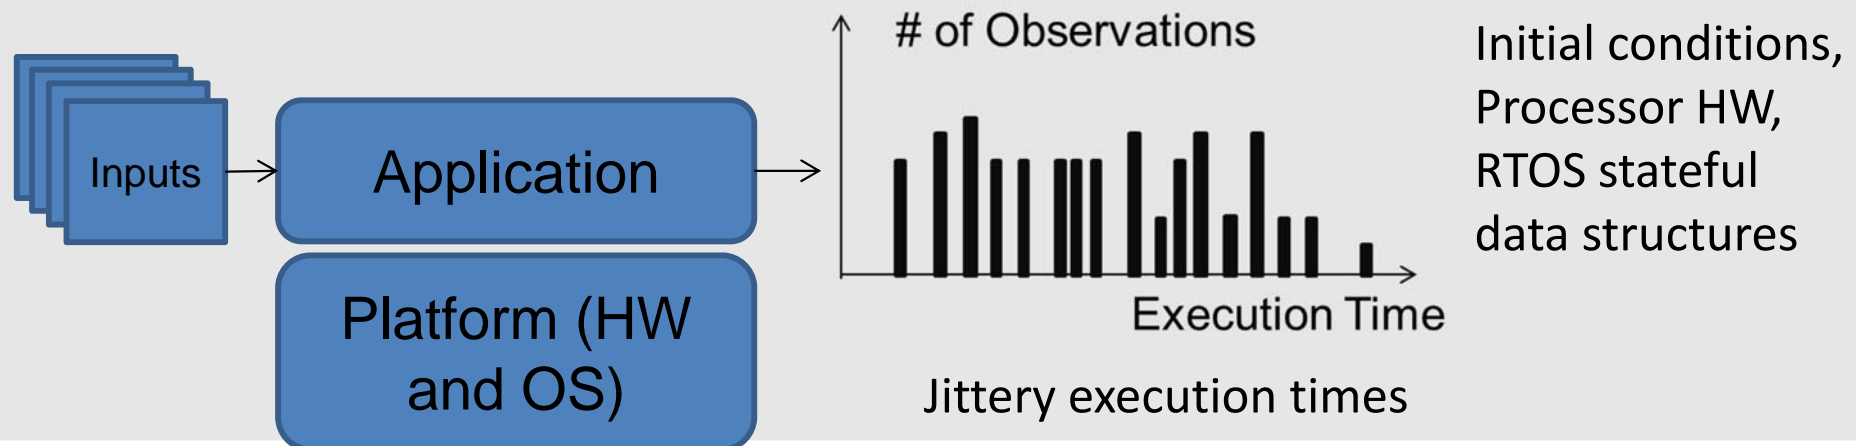 Inputs
Application
Platform (HW
and OS)
# of Observations
Execution Time
Jittery execution times
Initial conditions,
Processor HW,
RTOS stateful
data structures